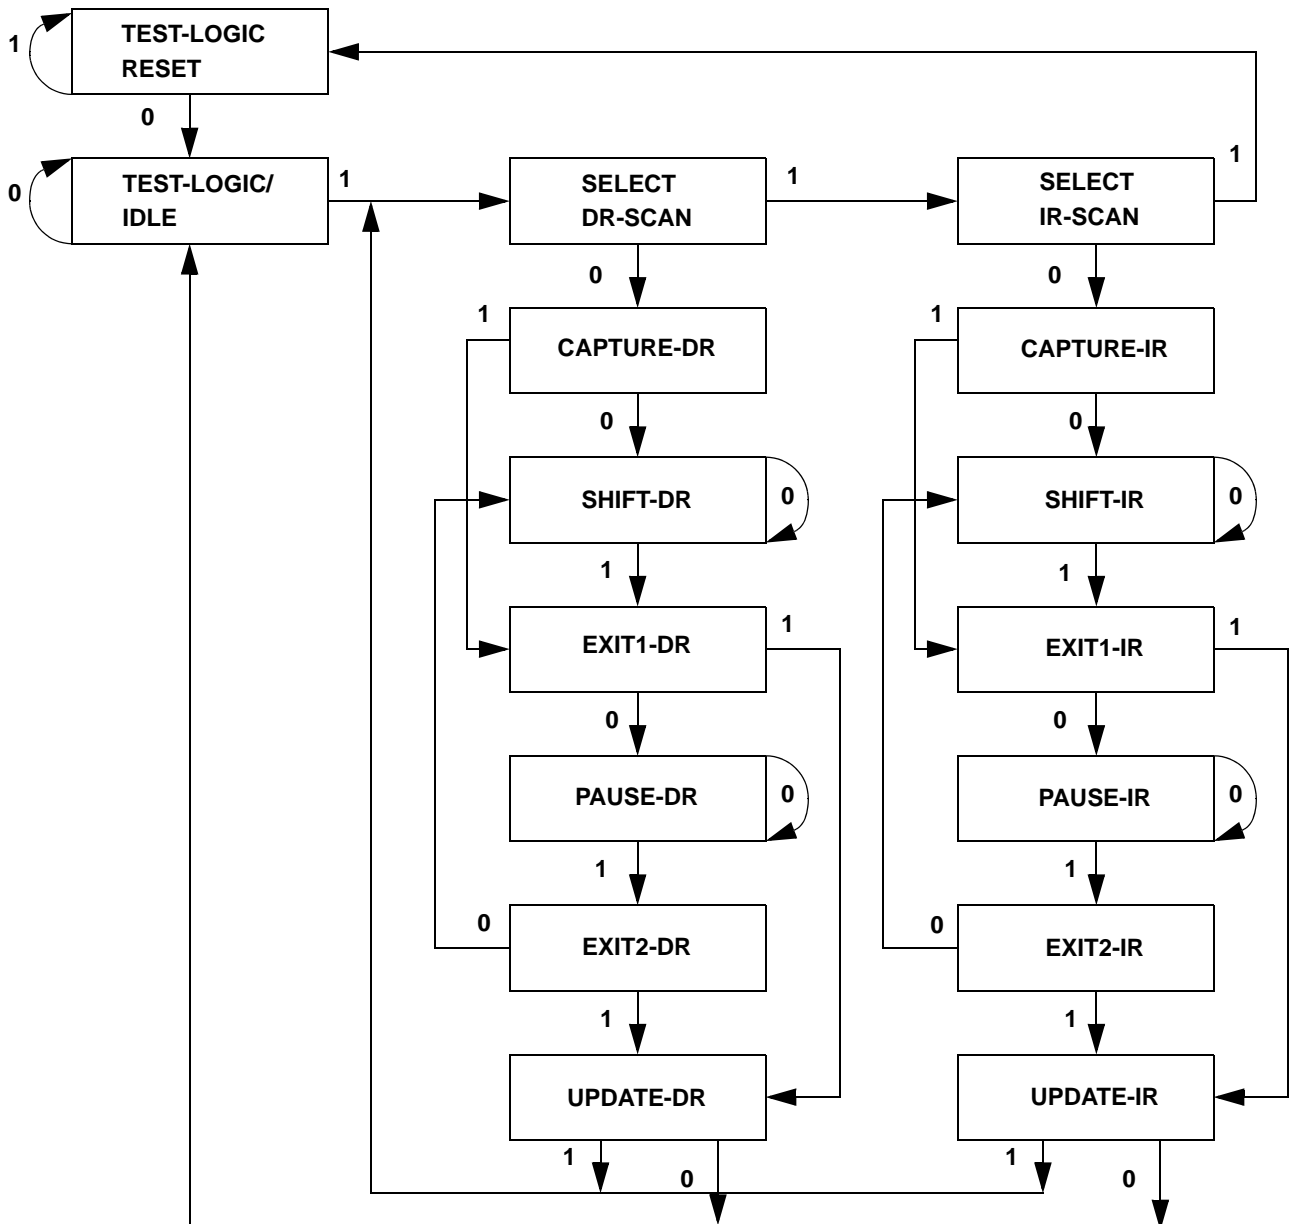 TEST-LOGIC
RESET
1
0
TEST-LOGIC/
IDLE
0
1
SELECT
DR-SCAN
1
SELECT
IR-SCAN
1
0
0
1
CAPTURE-DR
1
CAPTURE-IR
0
0
SHIFT-DR
0
SHIFT-IR
0
1
1
EXIT1-DR
1
EXIT1-IR
1
0
0
PAUSE-DR
0
PAUSE-IR
0
1
1
0
EXIT2-DR
0
EXIT2-IR
1
1
UPDATE-DR
UPDATE-IR
1
0
1
0